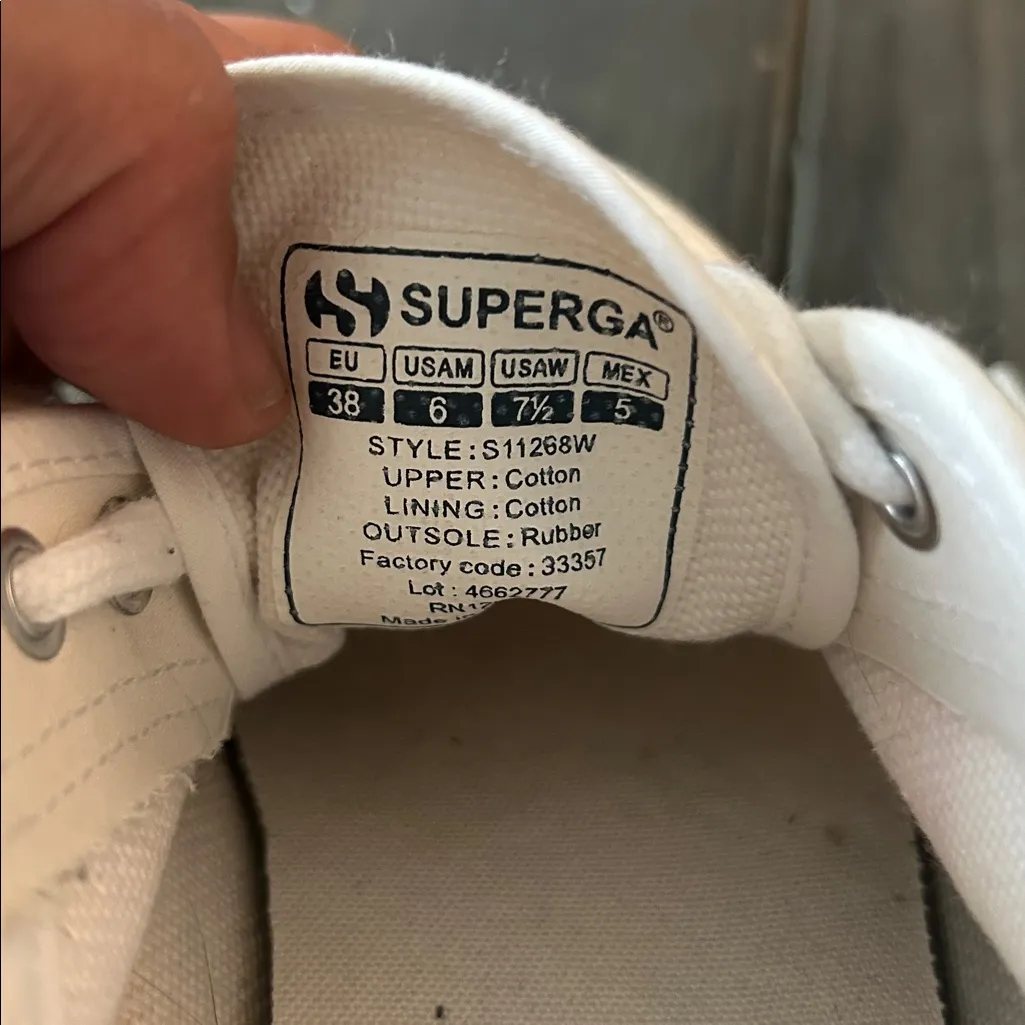 SUPERGA®
EU USAM USAW MEX
38 6 7½ 5
STYLE: S11268W
UPPER: Cotton
LINING: Cotton
OUTSOLE: Rubber
Factory code: 33357
Lot: 4662777
Made